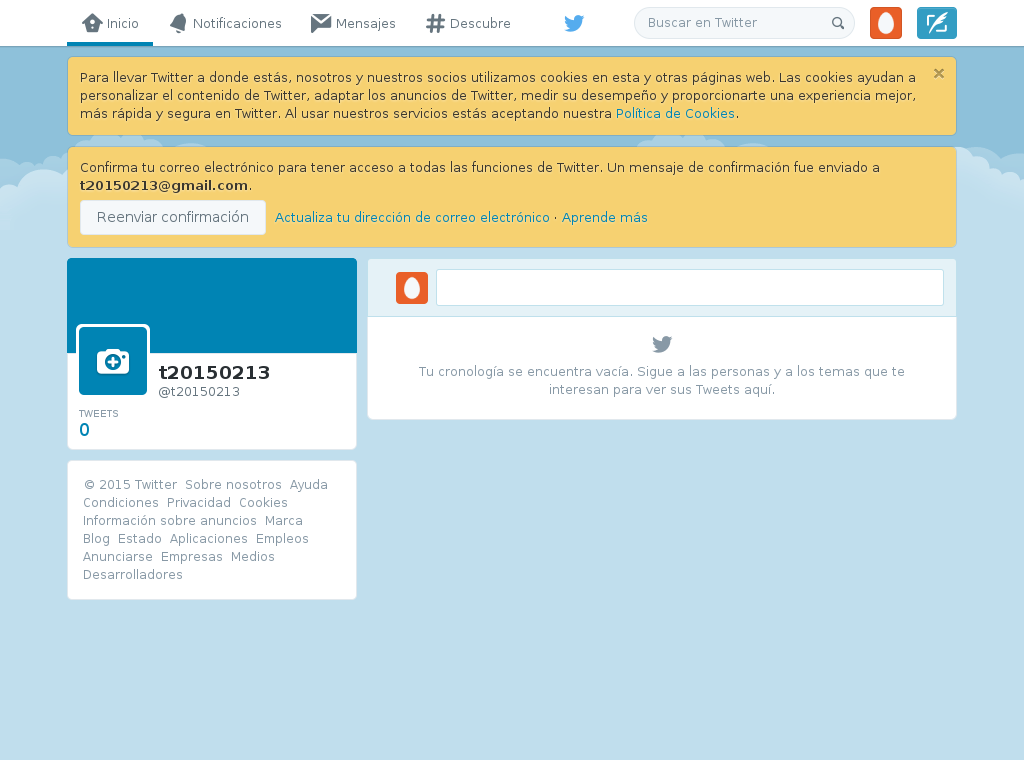 Inicio Notificaciones Mensajes Descubre Buscar en Twitter
Para llevar Twitter a donde estás, nosotros y nuestros socios utilizamos cookies en esta y otras páginas web. Las cookies ayudan a
personalizar el contenido de Twitter, adaptar los anuncios de Twitter, medir su desempeño y proporcionarte una experiencia mejor,
más rápida y segura en Twitter. Al usar nuestros servicios estás aceptando nuestra Política de Cookies.
Confirma tu correo electrónico para tener acceso a todas las funciones de Twitter. Un mensaje de confirmación fue enviado a
t20150213@gmail.com.
Reenviar confirmación Actualiza tu dirección de correo electrónico · Aprende más
t20150213
@t20150213
TWEETS
0
© 2015 Twitter Sobre nosotros Ayuda
Condiciones Privacidad Cookies
Información sobre anuncios Marca
Blog Estado Aplicaciones Empleos
Anunciarse Empresas Medios
Desarrolladores
Tu cronología se encuentra vacía. Sigue a las personas y a los temas que te
interesan para ver sus Tweets aquí.